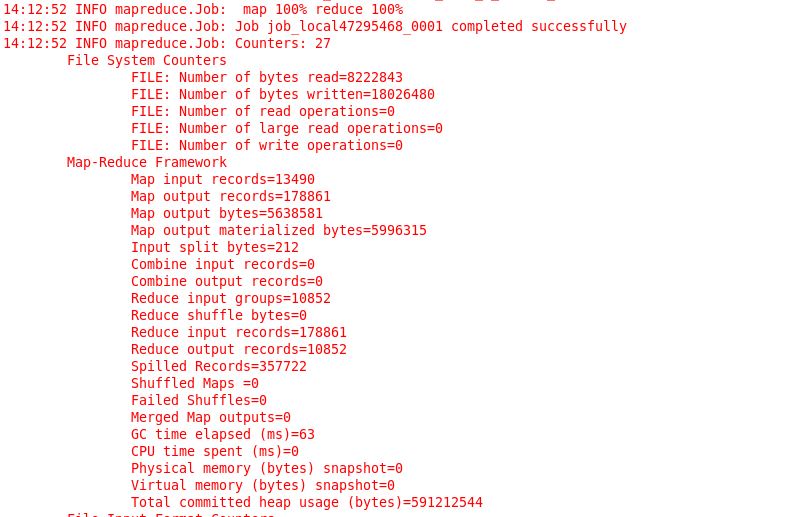 14:12:52 INFO mapreduce.Job:  map 100% reduce 100%
14:12:52 INFO mapreduce.Job: Job job_local47295468_0001 completed successfully
14:12:52 INFO mapreduce.Job: Counters: 27
File System Counters
FILE: Number of bytes read=8222843
FILE: Number of bytes written=18026480
FILE: Number of read operations=0
FILE: Number of large read operations=0
FILE: Number of write operations=0
Map-Reduce Framework
Map input records=13490
Map output records=178861
Map output bytes=5638581
Map output materialized bytes=5996315
Input split bytes=212
Combine input records=0
Combine output records=0
Reduce input groups=10852
Reduce shuffle bytes=0
Reduce input records=178861
Reduce output records=10852
Spilled Records=357722
Shuffled Maps =0
Failed Shuffles=0
Merged Map outputs=0
GC time elapsed (ms)=63
CPU time spent (ms)=0
Physical memory (bytes) snapshot=0
Virtual memory (bytes) snapshot=0
Total committed heap usage (bytes)=591212544
File Input Format Counters